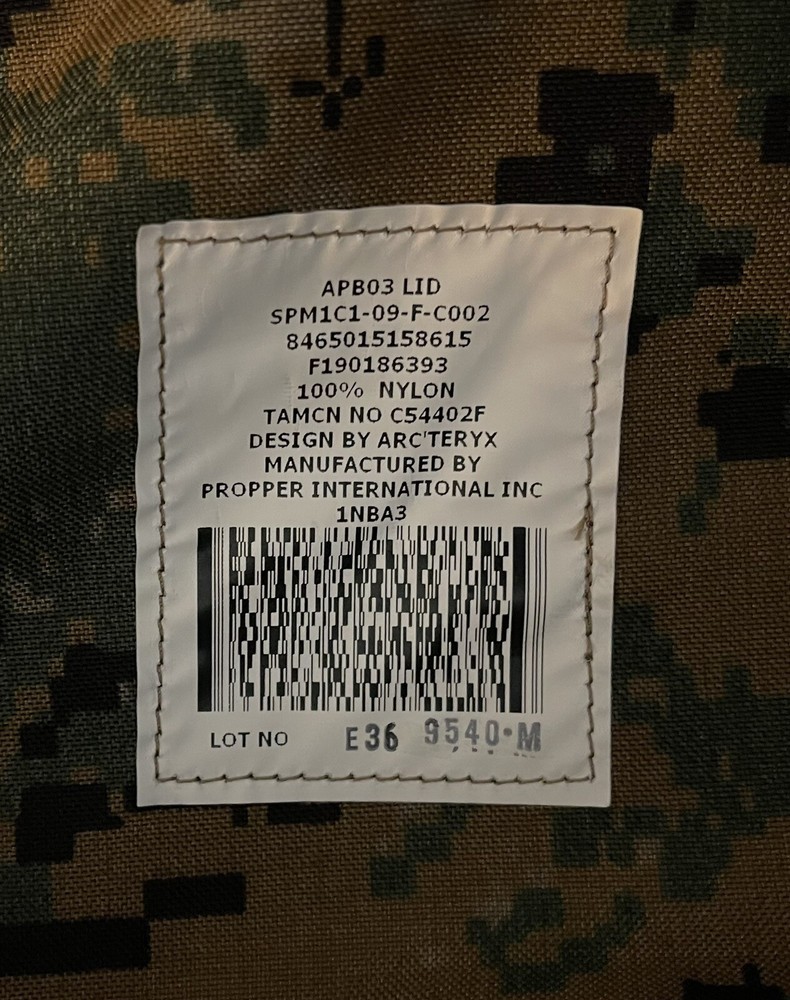 APB03 LID
SPM1C1-09-F-C002
8465015158615
F190186393
100% NYLON
TAMCN NO C54402F
DESIGN BY ARC'TERYX
MANUFACTURED BY
PROPPER INTERNATIONAL INC
1NBA3
LOT NO E36 9540·M